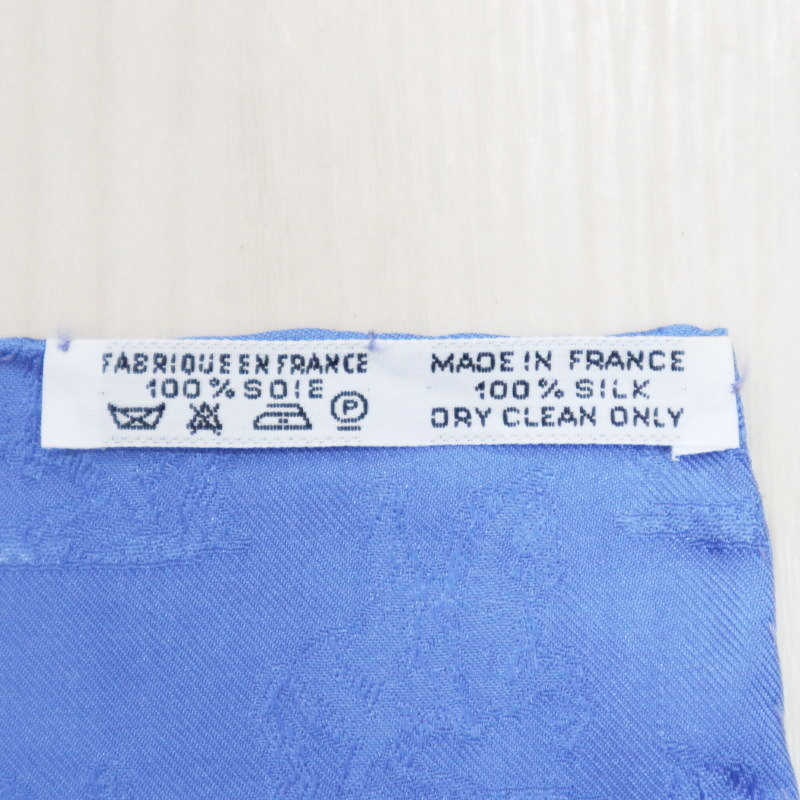 FABRIQUE EN FRANCE
100% SOIE
P
MADE IN FRANCE
100% SILK
DRY CLEAN ONLY